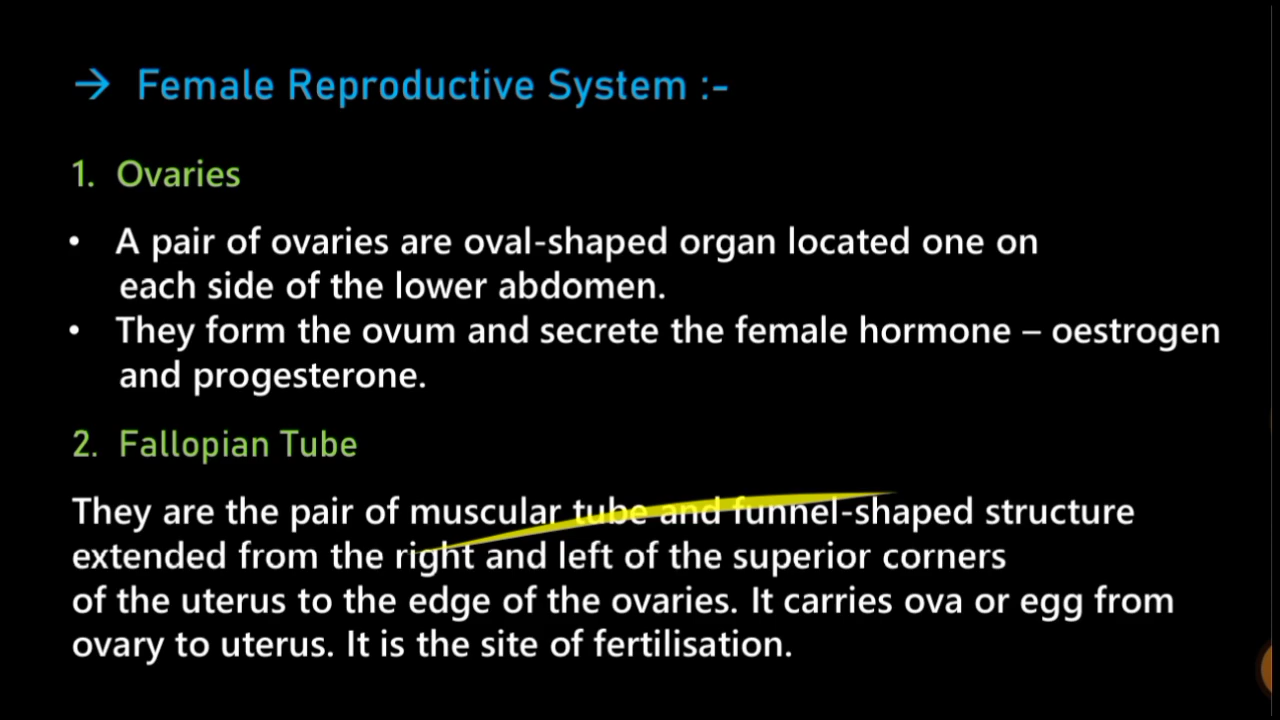 → Female Reproductive System :-
1. Ovaries
• A pair of ovaries are oval-shaped organ located one on
each side of the lower abdomen.
• They form the ovum and secrete the female hormone – oestrogen
and progesterone.
2. Fallopian Tube
They are the pair of muscular tube and funnel-shaped structure
extended from the right and left of the superior corners
of the uterus to the edge of the ovaries. It carries ova or egg from
ovary to uterus. It is the site of fertilisation.